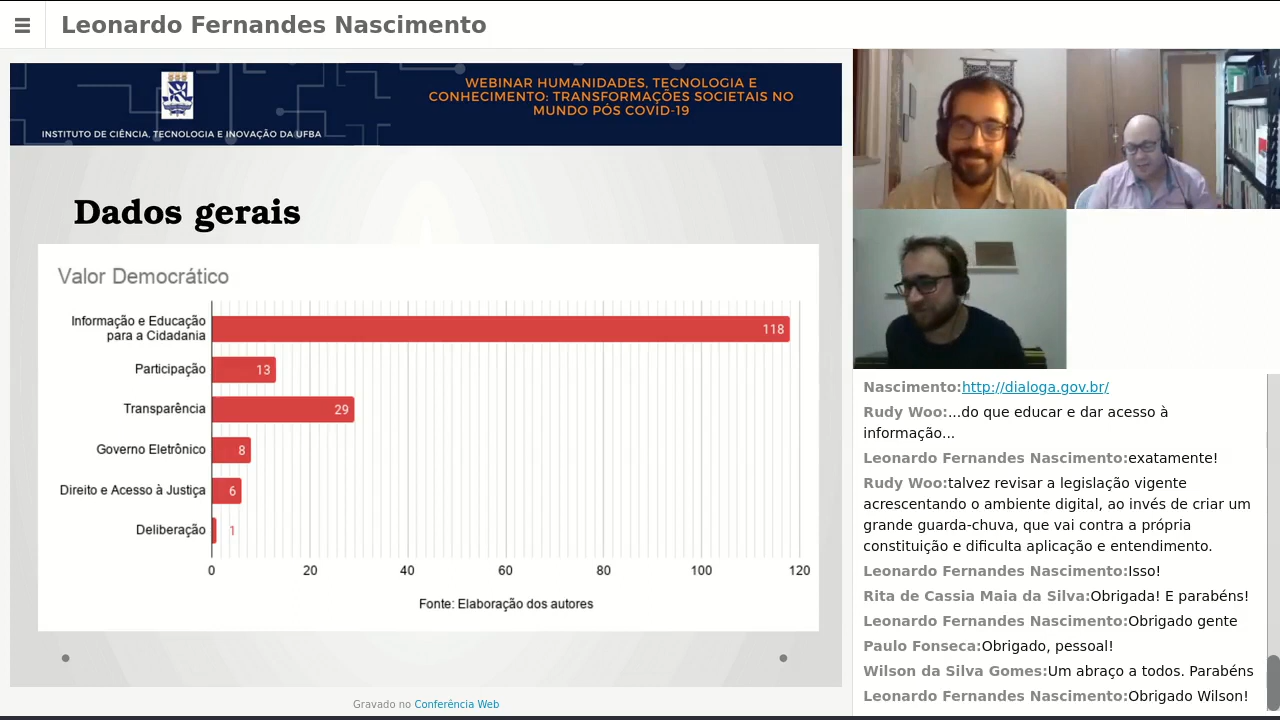 Leonardo Fernandes Nascimento
INSTITUTO DE CIÊNCIA, TECNOLOGIA E INOVAÇÃO DA UFBA
WEBINAR HUMANIDADES, TECNOLOGIA E
CONHECIMENTO: TRANSFORMAÇÕES SOCIETAIS NO
MUNDO PÓS COVID-19
Dados gerais
Valor Democrático
Informação e Educação
para a Cidadania
118
Participação
13
Transparência
29
Governo Eletrônico
8
Direito e Acesso à Justiça
6
Deliberação
1
0 20 40 60 80 100 120
Fonte: Elaboração dos autores
Gravado no Conferência Web
Nascimento:http://dialoga.gov.br/
Rudy Woo:...do que educar e dar acesso à
informação...
Leonardo Fernandes Nascimento:exatamente!
Rudy Woo:talvez revisar a legislação vigente
acrescentando o ambiente digital, ao invés de criar um
grande guarda-chuva, que vai contra a própria
constituição e dificulta aplicação e entendimento.
Leonardo Fernandes Nascimento:Isso!
Rita de Cassia Maia da Silva:Obrigada! E parabéns!
Leonardo Fernandes Nascimento:Obrigado gente
Paulo Fonseca:Obrigado, pessoal!
Wilson da Silva Gomes:Um abraço a todos. Parabéns
Leonardo Fernandes Nascimento:Obrigado Wilson!